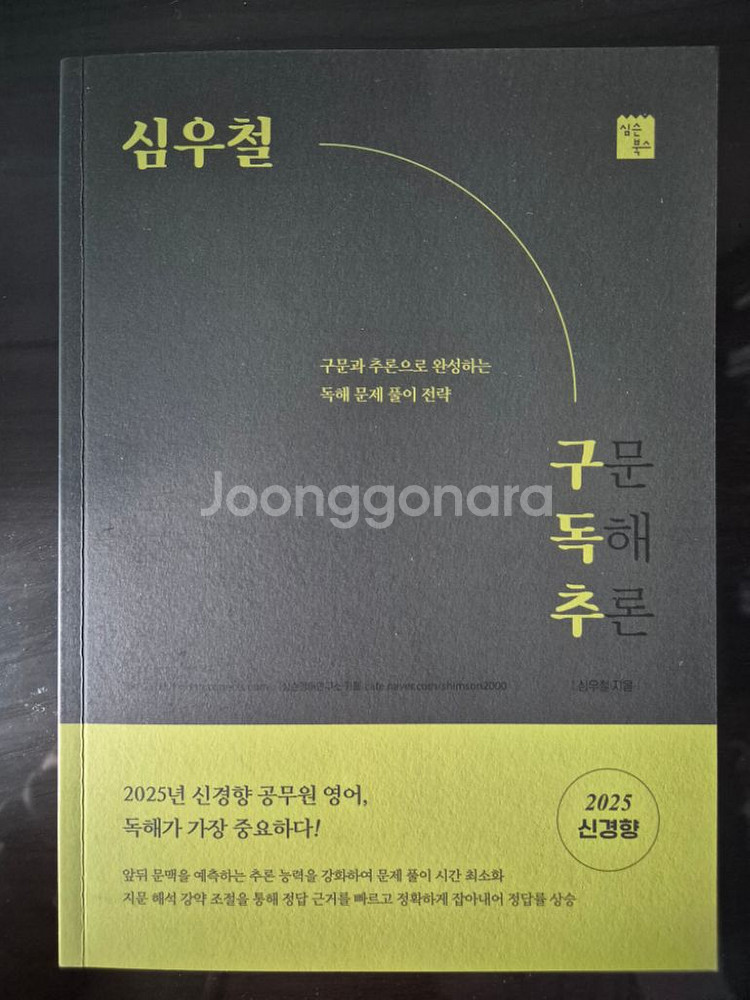 심우철
심슨
북스
구문과 추론으로 완성하는
독해 문제 풀이 전략
구문
독해
추론
Joonggonara
cafe.naver.com/shimson2000
심우철 지음
2025년 신경향 공무원 영어,
독해가 가장 중요하다!
2025
신경향
앞뒤 문맥을 예측하는 추론 능력을 강화하여 문제 풀이 시간 최소화
지문 해석 강약 조절을 통해 정답 근거를 빠르고 정확하게 잡아내어 정답률 상승